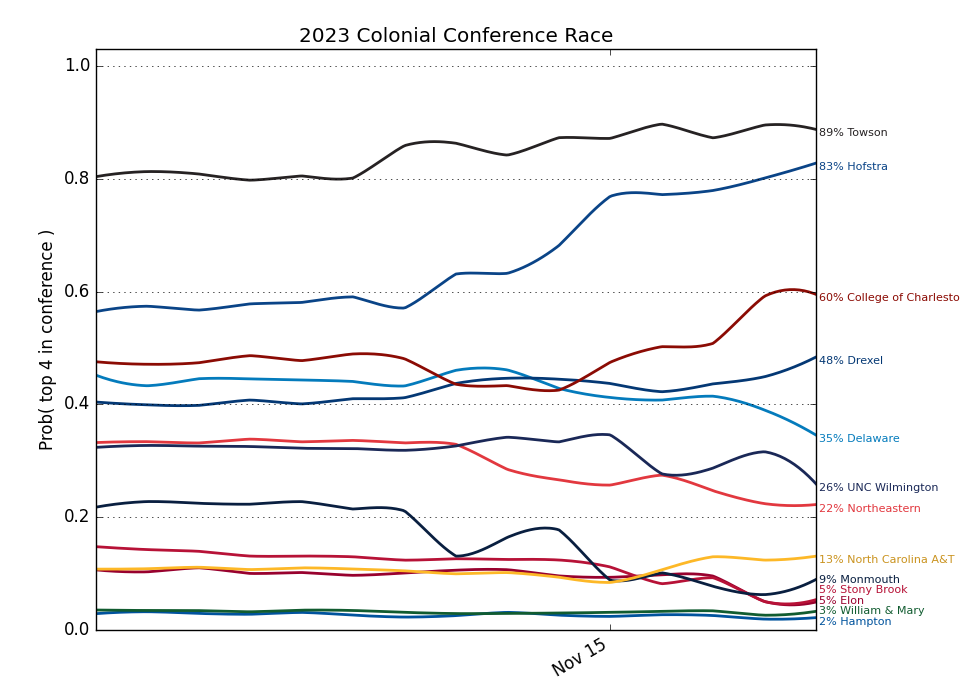 2023 Colonial Conference Race
1.0
0.8
0.6
0.4
0.2
0.0
Prob( top 4 in conference )
Nov 15
89% Towson
83% Hofstra
60% College of Charlesto
48% Drexel
35% Delaware
26% UNC Wilmington
22% Northeastern
13% North Carolina A&T
9% Monmouth
5% Stony Brook
5% Elon
3% William & Mary
2% Hampton